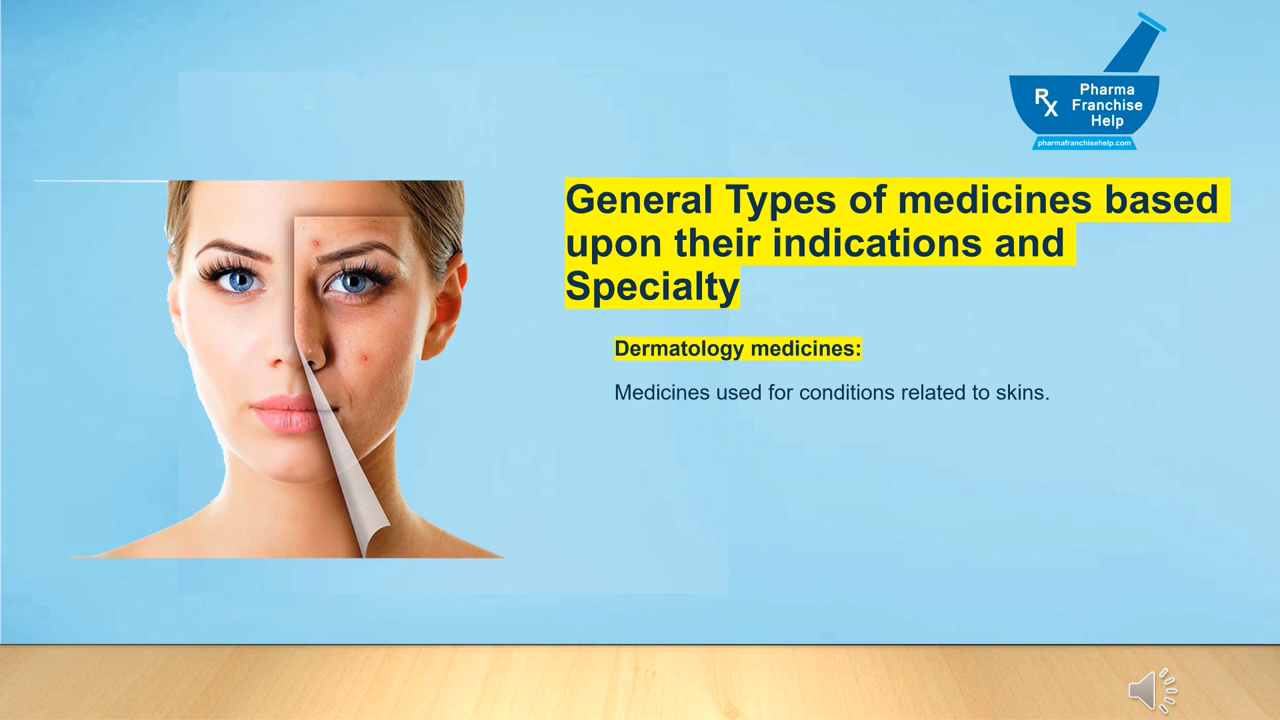 Rx
Pharma
Franchise
Help
pharmafranchisehelp.com
General Types of medicines based
upon their indications and
Specialty
Dermatology medicines:
Medicines used for conditions related to skins.